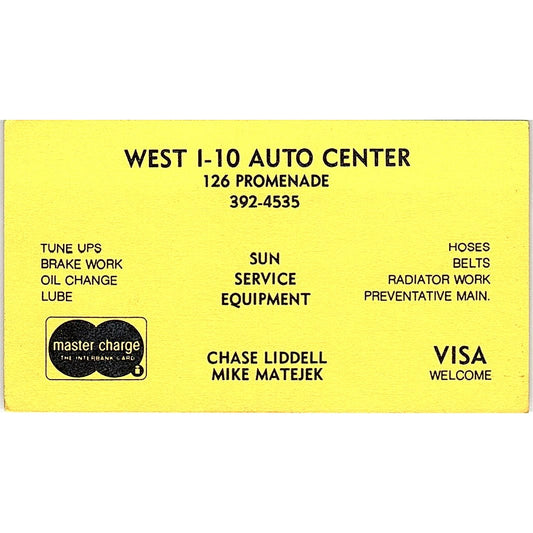 WEST I-10 AUTO CENTER
126 PROMENADE
392-4535
TUNE UPS
BRAKE WORK
OIL CHANGE
LUBE
SUN
SERVICE
EQUIPMENT
HOSES
BELTS
RADIATOR WORK
PREVENTATIVE MAIN.
master charge
THE INTERBANK CARD
i
CHASE LIDDELL
MIKE MATEJEK
VISA
WELCOME